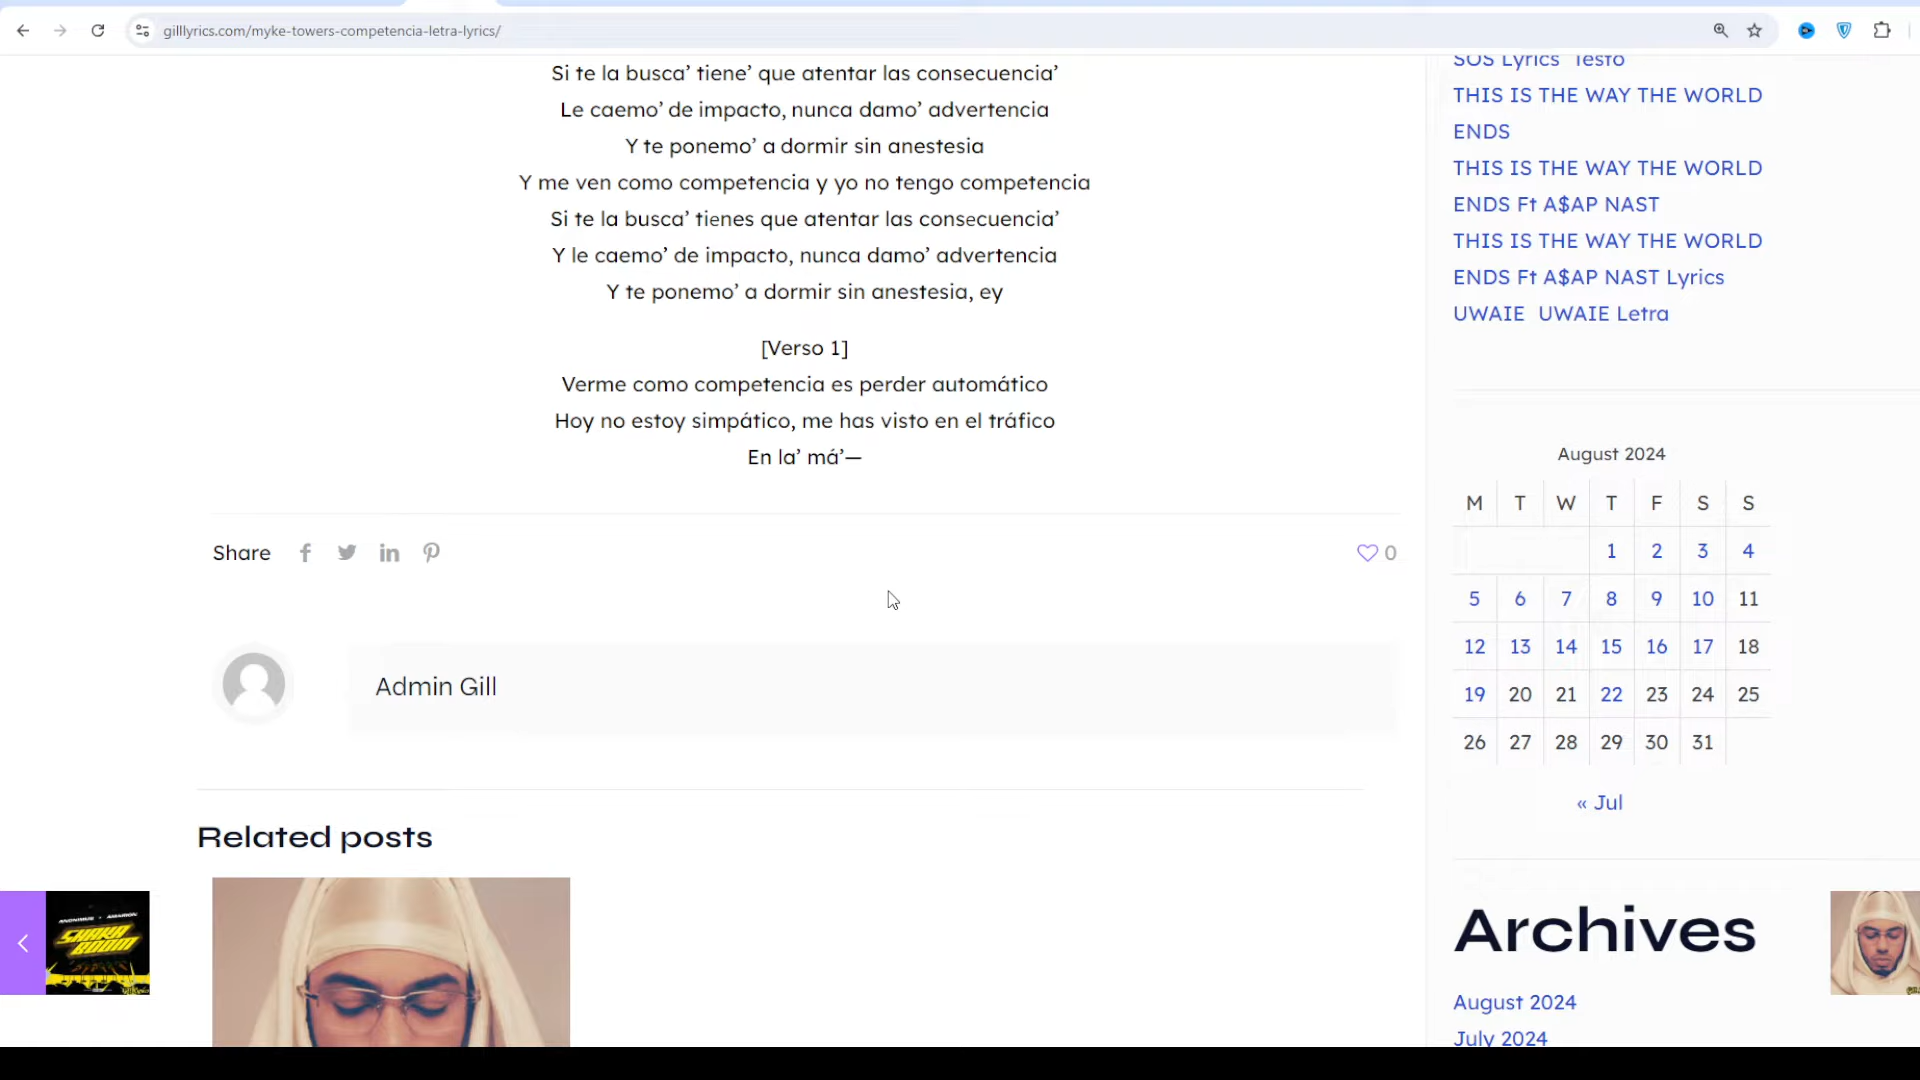 gilllyrics.com/myke-towers-competencia-letra-lyrics/
Si te la busca’ tiene’ que atentar las consecuencia’
Le caemo’ de impacto, nunca damo’ advertencia
Y te ponemo’ a dormir sin anestesia
Y me ven como competencia y yo no tengo competencia
Si te la busca’ tienes que atentar las consecuencia’
Y le caemo’ de impacto, nunca damo’ advertencia
Y te ponemo’ a dormir sin anestesia, ey
[Verso 1]
Verme como competencia es perder automático
Hoy no estoy simpático, me has visto en el tráfico
En la’ má’—
Share
0
Admin Gill
Related posts
ANONIMUS • AMARION
SHAKA
BOOM
SOS Lyrics Testo
THIS IS THE WAY THE WORLD
ENDS
THIS IS THE WAY THE WORLD
ENDS Ft A$AP NAST
THIS IS THE WAY THE WORLD
ENDS Ft A$AP NAST Lyrics
UWAIE UWAIE Letra
August 2024
M T W T F S S
1 2 3 4
5 6 7 8 9 10 11
12 13 14 15 16 17 18
19 20 21 22 23 24 25
26 27 28 29 30 31
« Jul
Archives
August 2024
July 2024